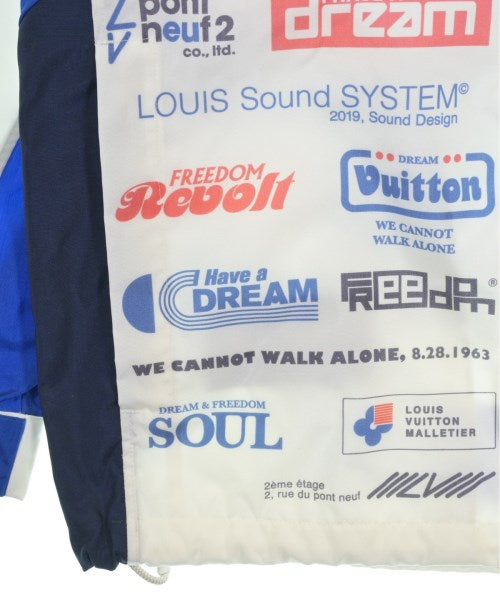 pont
neuf2
co., ltd.
dream
LOUIS Sound SYSTEM©
2019, Sound Design
FREEDOM
Revolt
DREAM
Vuitton
WE CANNOT
WALK ALONE
Have a
DREAM
FREEdom®
WE CANNOT WALK ALONE, 8.28.1963
DREAM & FREEDOM
SOUL
LOUIS
VUITTON
MALLETIER
2ème étage
2, rue du pont neuf
LV